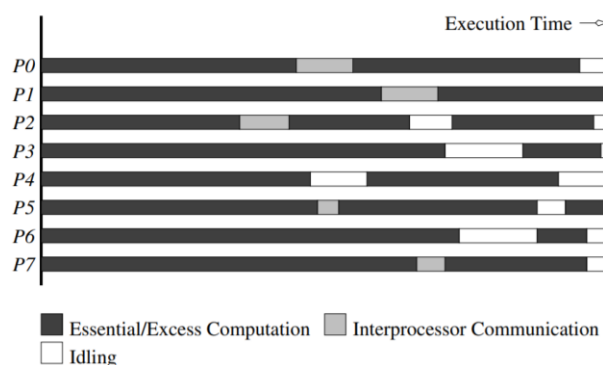 Execution Time
P0
P1
P2
P3
P4
P5
P6
P7
Essential/Excess Computation
Interprocessor Communication
Idling